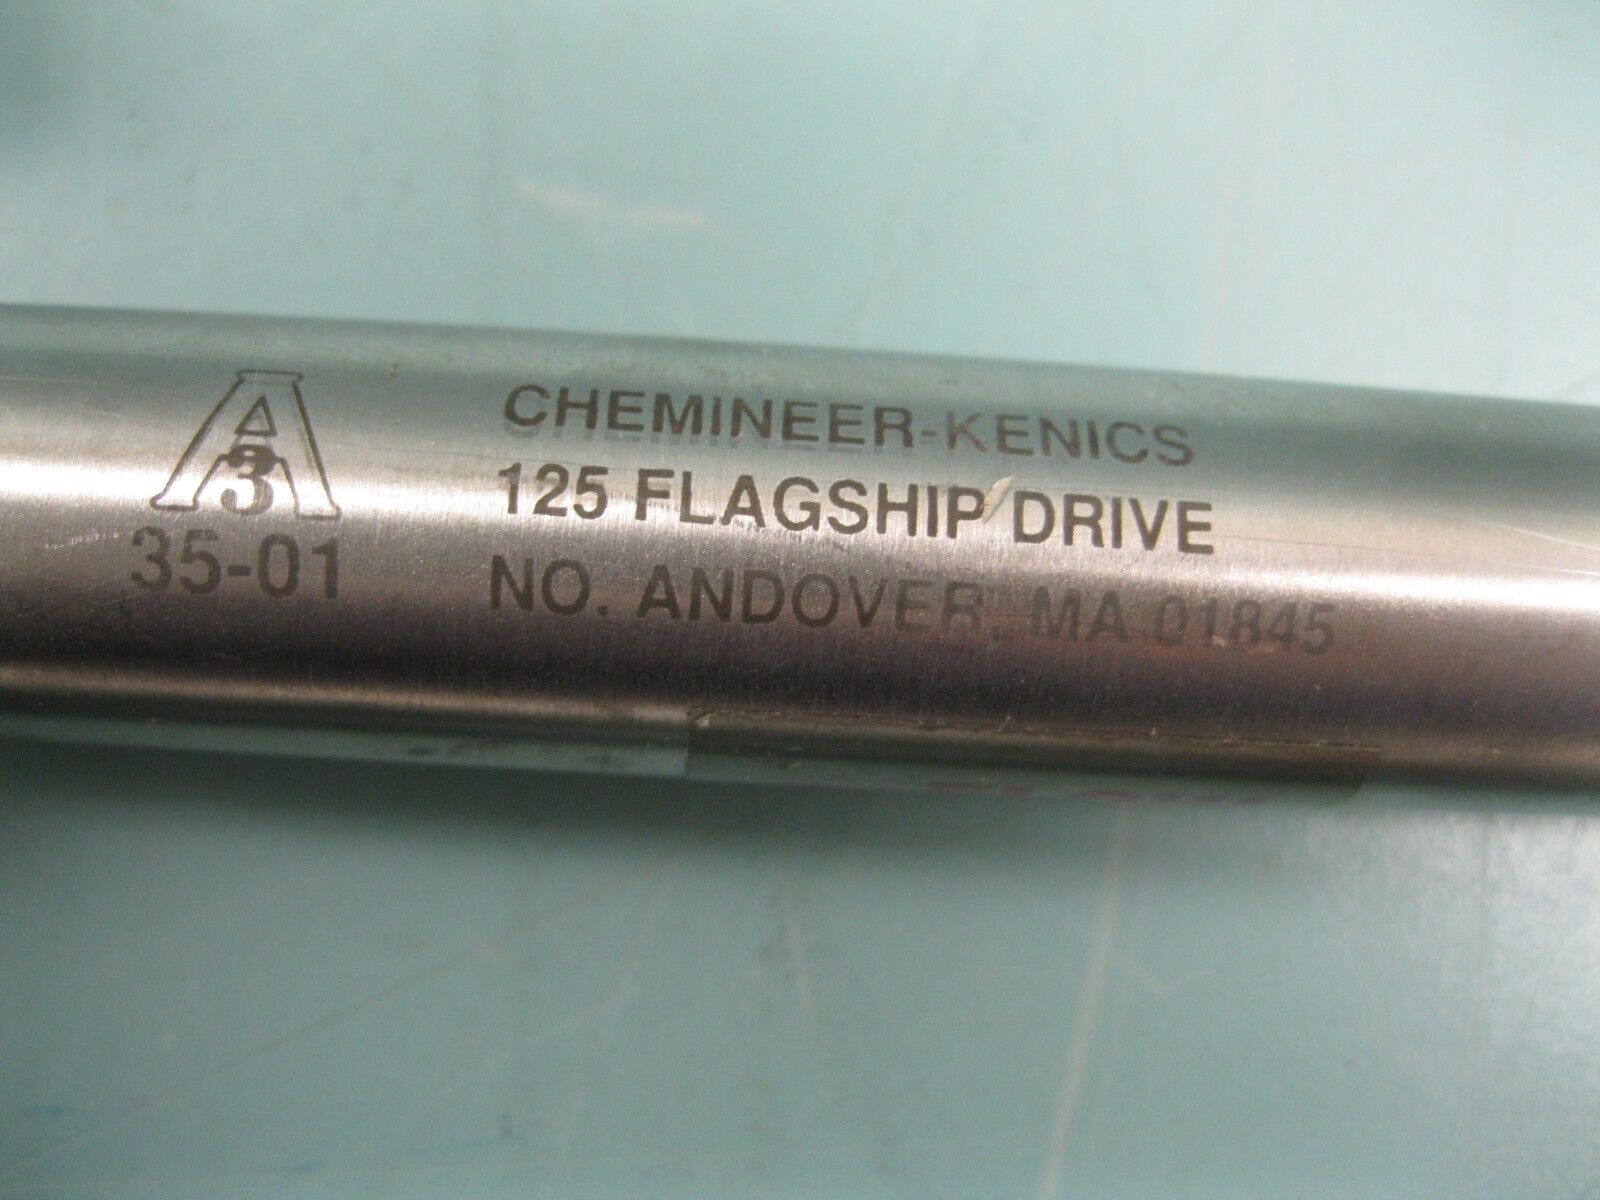 A
3
35-01
CHEMINEER-KENICS
125 FLAGSHIP DRIVE
NO. ANDOVER, MA 01845